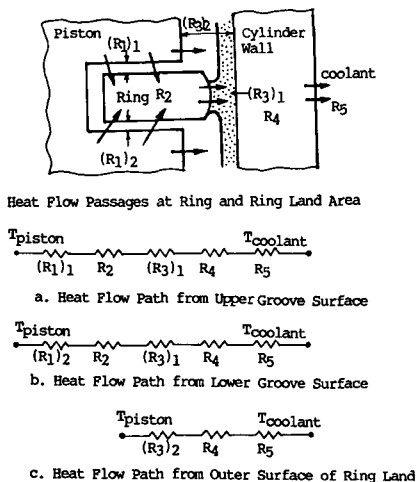 Piston
(R3)2
Cylinder
Wall
(R1)1
coolant
Ring R2
(R3)1
R4
R5
(R1)2
Heat Flow Passages at Ring and Ring Land Area
Tpiston Tcoolant
(R1)1 R2 (R3)1 R4 R5
a. Heat Flow Path from Upper Groove Surface
Tpiston Tcoolant
(R1)2 R2 (R3)1 R4 R5
b. Heat Flow Path from Lower Groove Surface
Tpiston Tcoolant
(R3)2 R4 R5
c. Heat Flow Path from Outer Surface of Ring Land